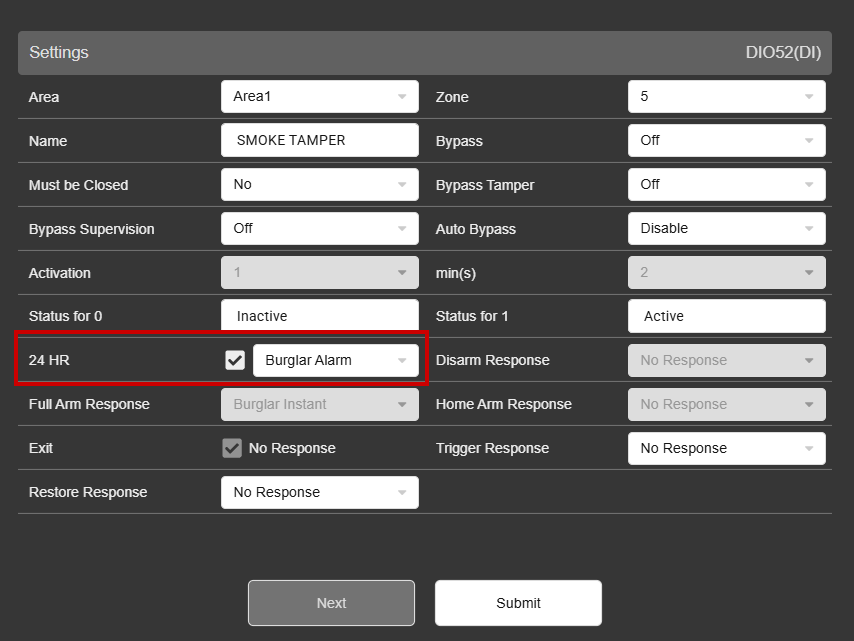 Settings DIO52(DI)
Area Area1 Zone 5
Name SMOKE TAMPER Bypass Off
Must be Closed No Bypass Tamper Off
Bypass Supervision Off Auto Bypass Disable
Activation 1 min(s) 2
Status for 0 Inactive Status for 1 Active
24 HR Burglar Alarm Disarm Response No Response
Full Arm Response Burglar Instant Home Arm Response No Response
Exit No Response Trigger Response No Response
Restore Response No Response
Next Submit